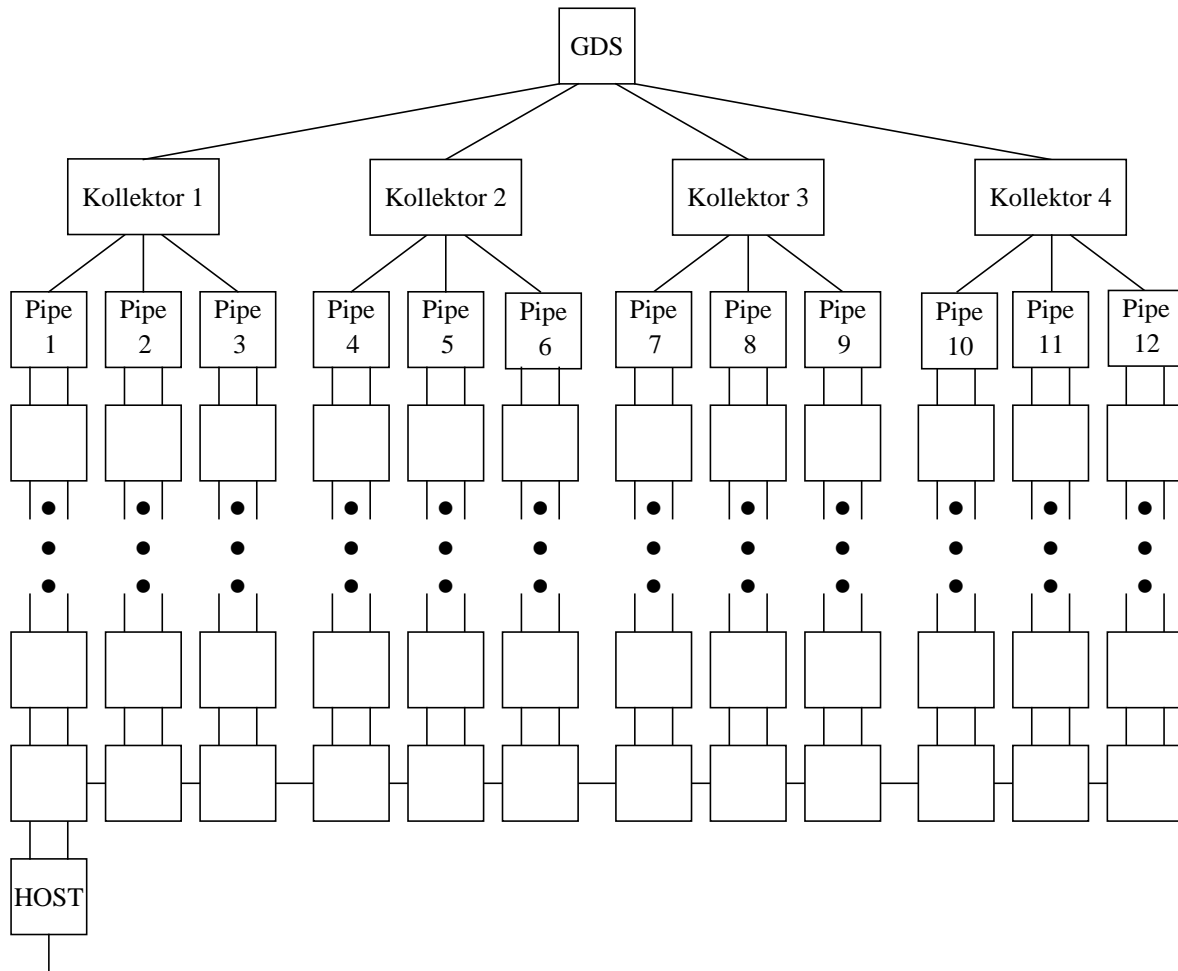 GDS
Kollektor 1
Kollektor 2
Kollektor 3
Kollektor 4
Pipe
1
Pipe
2
Pipe
3
Pipe
4
Pipe
5
Pipe
6
Pipe
7
Pipe
8
Pipe
9
Pipe
10
Pipe
11
Pipe
12
HOST